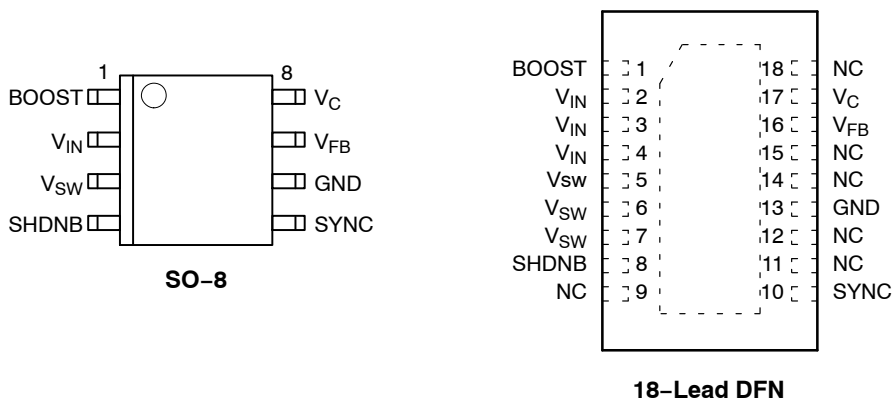 1 8
BOOST V_C
V_IN V_FB
V_SW GND
SHDNB SYNC
SO–8
BOOST 1 18 NC
V_IN 2 17 V_C
V_IN 3 16 V_FB
V_IN 4 15 NC
Vsw 5 14 NC
V_SW 6 13 GND
V_SW 7 12 NC
SHDNB 8 11 NC
NC 9 10 SYNC
18–Lead DFN